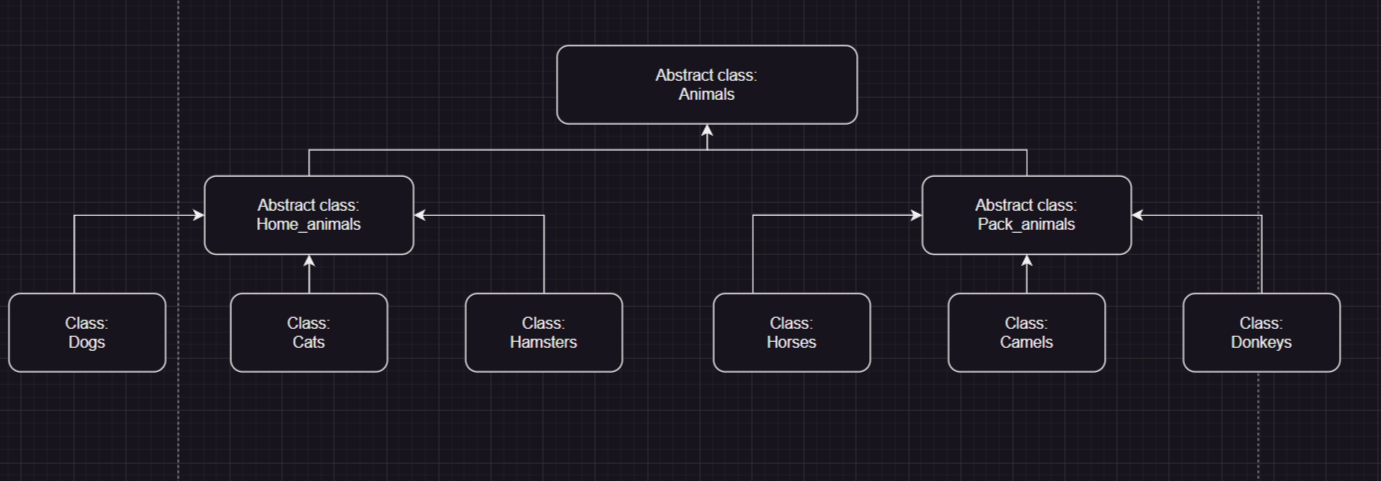 Abstract class:
Animals
Abstract class:
Home_animals
Abstract class:
Pack_animals
Class:
Dogs
Class:
Cats
Class:
Hamsters
Class:
Horses
Class:
Camels
Class:
Donkeys